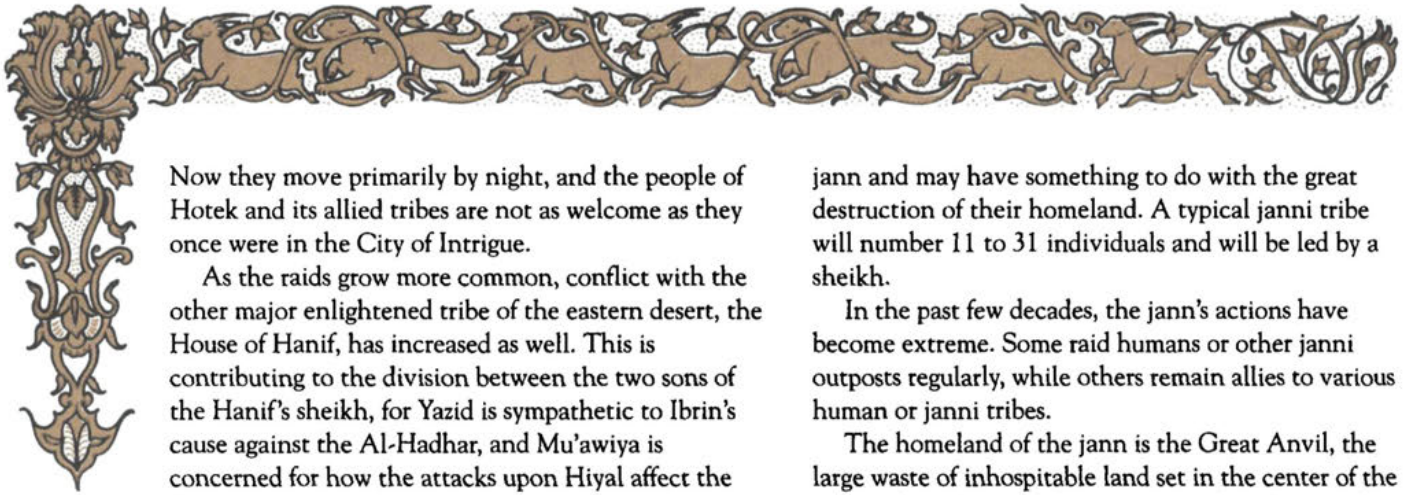 Now they move primarily by night, and the people of
Hotek and its allied tribes are not as welcome as they
once were in the City of Intrigue.
As the raids grow more common, conflict with the
other major enlightened tribe of the eastern desert, the
House of Hanif, has increased as well. This is
contributing to the division between the two sons of
the Hanif's sheikh, for Yazid is sympathetic to Ibrin's
cause against the Al-Hadhar, and Mu'awiya is
concerned for how the attacks upon Hiyal affect the
jann and may have something to do with the great
destruction of their homeland. A typical janni tribe
will number 11 to 31 individuals and will be led by a
sheikh.
In the past few decades, the jann's actions have
become extreme. Some raid humans or other janni
outposts regularly, while others remain allies to various
human or janni tribes.
The homeland of the jann is the Great Anvil, the
large waste of inhospitable land set in the center of the